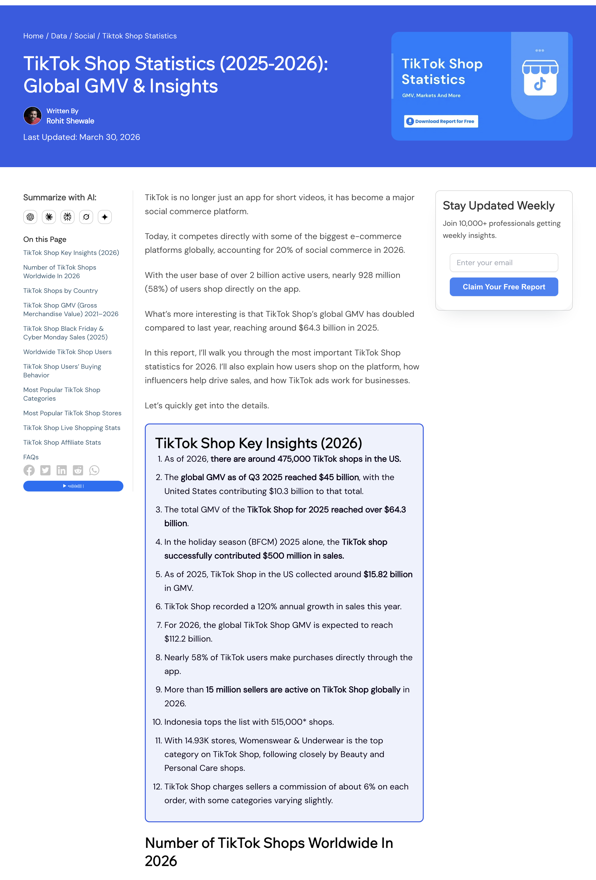 Home / Data / Social / Tiktok Shop Statistics
TikTok Shop Statistics (2025-2026):
Global GMV & Insights
Written By
Rohit Shewale
Last Updated: March 30, 2026
TikTok Shop
Statistics
GMV, Markets And More
Download Report for Free
Summarize with AI:
On this Page
TikTok Shop Key Insights (2026)
Number of TikTok Shops
Worldwide In 2026
TikTok Shops by Country
TikTok Shop GMV (Gross
Merchandise Value) 2021–2026
TikTok Shop Black Friday &
Cyber Monday Sales (2025)
Worldwide TikTok Shop Users
TikTok Shop Users' Buying
Behavior
Most Popular TikTok Shop
Categories
Most Popular TikTok Shop Stores
TikTok Shop Live Shopping Stats
TikTok Shop Affiliate Stats
FAQs
TikTok is no longer just an app for short videos, it has become a major
social commerce platform.
Today, it competes directly with some of the biggest e-commerce
platforms globally, accounting for 20% of social commerce in 2026.
With the user base of over 2 billion active users, nearly 928 million
(58%) of users shop directly on the app.
What's more interesting is that TikTok Shop's global GMV has doubled
compared to last year, reaching around $64.3 billion in 2025.
In this report, I'll walk you through the most important TikTok Shop
statistics for 2026. I'll also explain how users shop on the platform, how
influencers help drive sales, and how TikTok ads work for businesses.
Let's quickly get into the details.
TikTok Shop Key Insights (2026)
1. As of 2026, there are around 475,000 TikTok shops in the US.
2. The global GMV as of Q3 2025 reached $45 billion, with the
United States contributing $10.3 billion to that total.
3. The total GMV of the TikTok Shop for 2025 reached over $64.3
billion.
4. In the holiday season (BFCM) 2025 alone, the TikTok shop
successfully contributed $500 million in sales.
5. As of 2025, TikTok Shop in the US collected around $15.82 billion
in GMV.
6. TikTok Shop recorded a 120% annual growth in sales this year.
7. For 2026, the global TikTok Shop GMV is expected to reach
$112.2 billion.
8. Nearly 58% of TikTok users make purchases directly through the
app.
9. More than 15 million sellers are active on TikTok Shop globally in
2026.
10. Indonesia tops the list with 515,000* shops.
11. With 14.93K stores, Womenswear & Underwear is the top
category on TikTok Shop, following closely by Beauty and
Personal Care shops.
12. TikTok Shop charges sellers a commission of about 6% on each
order, with some categories varying slightly.
Number of TikTok Shops Worldwide In
2026
Stay Updated Weekly
Join 10,000+ professionals getting
weekly insights.
Enter your email
Claim Your Free Report